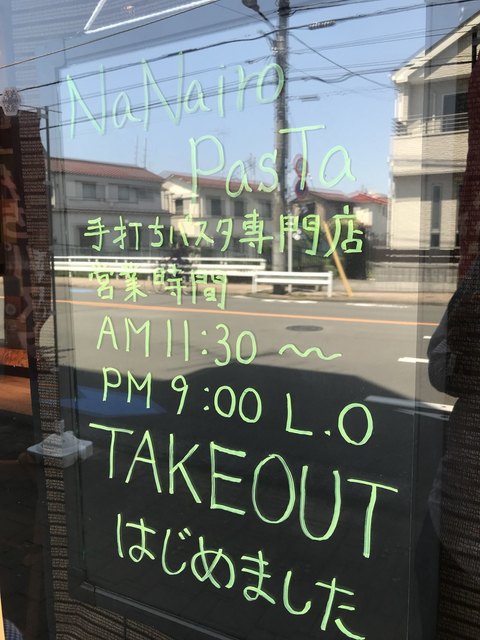 NaNairo
PasTa
手打ちパスタ専門店
営業時間
AM 11:30 〜
PM 9:00 L.O
TAKEOUT
はじめました